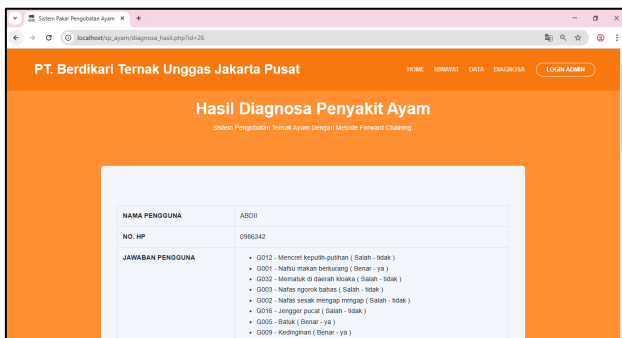 Sistem Pakar Pengobatan Ayam
localhost/sp_ayam/diagnosa_hasil.php?id=26
PT. Berdikari Ternak Unggas Jakarta Pusat
HOME RIWAYAT DATA DIAGNOSA LOGIN ADMIN
Hasil Diagnosa Penyakit Ayam
Sistem Pengobatan Ternak Ayam Dengan Metode Forward Chaining.
NAMA PENGGUNA ABDII
NO. HP 0986342
JAWABAN PENGGUNA
• G012 - Mencret keputih-putihan ( Salah - tidak )
• G001 - Nafsu makan berkurang ( Benar - ya )
• G032 - Mematuk di daerah kloaka ( Salah - tidak )
• G003 - Nafas ngorok bahas ( Salah - tidak )
• G002 - Nafas sesak mengap mingap ( Salah - tidak )
• G016 - Jengger pucat ( Salah - tidak )
• G005 - Batuk ( Benar - ya )
• G009 - Kedinginan ( Benar - ya )